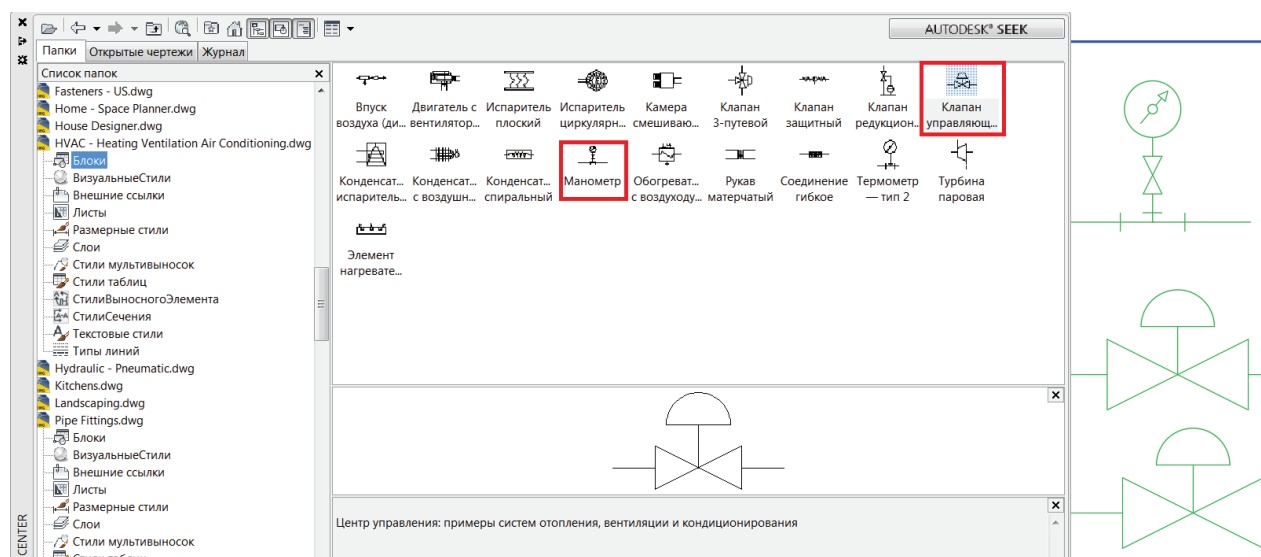 AUTODESK® SEEK
Папки Открытые чертежи Журнал
Список папок
Fasteners - US.dwg
Home - Space Planner.dwg
House Designer.dwg
HVAC - Heating Ventilation Air Conditioning.dwg
Блоки
ВизуальныеСтили
Внешние ссылки
Листы
Размерные стили
Слои
Стили мультивыносок
Стили таблиц
СтилиВыносногоЭлемента
СтилиСечения
Текстовые стили
Типы линий
Hydraulic - Pneumatic.dwg
Kitchens.dwg
Landscaping.dwg
Pipe Fittings.dwg
Блоки
ВизуальныеСтили
Внешние ссылки
Листы
Размерные стили
Слои
Стили мультивыносок
Впуск
воздуха (ди...
Двигатель с
вентилятор...
Испаритель
плоский
Испаритель
циркулярн...
Камера
смешиваю...
Клапан
3-путевой
Клапан
защитный
Клапан
редукцион...
Клапан
управляющ...
Конденсат...
испаритель...
Конденсат...
с воздушн...
Конденсат...
спиральный
Манометр
Обогреват...
с воздуходу...
Рукав
матерчатый
Соединение
гибкое
Термометр
— тип 2
Турбина
паровая
Элемент
нагревате...
Центр управления: примеры систем отопления, вентиляции и кондиционирования
CENTER